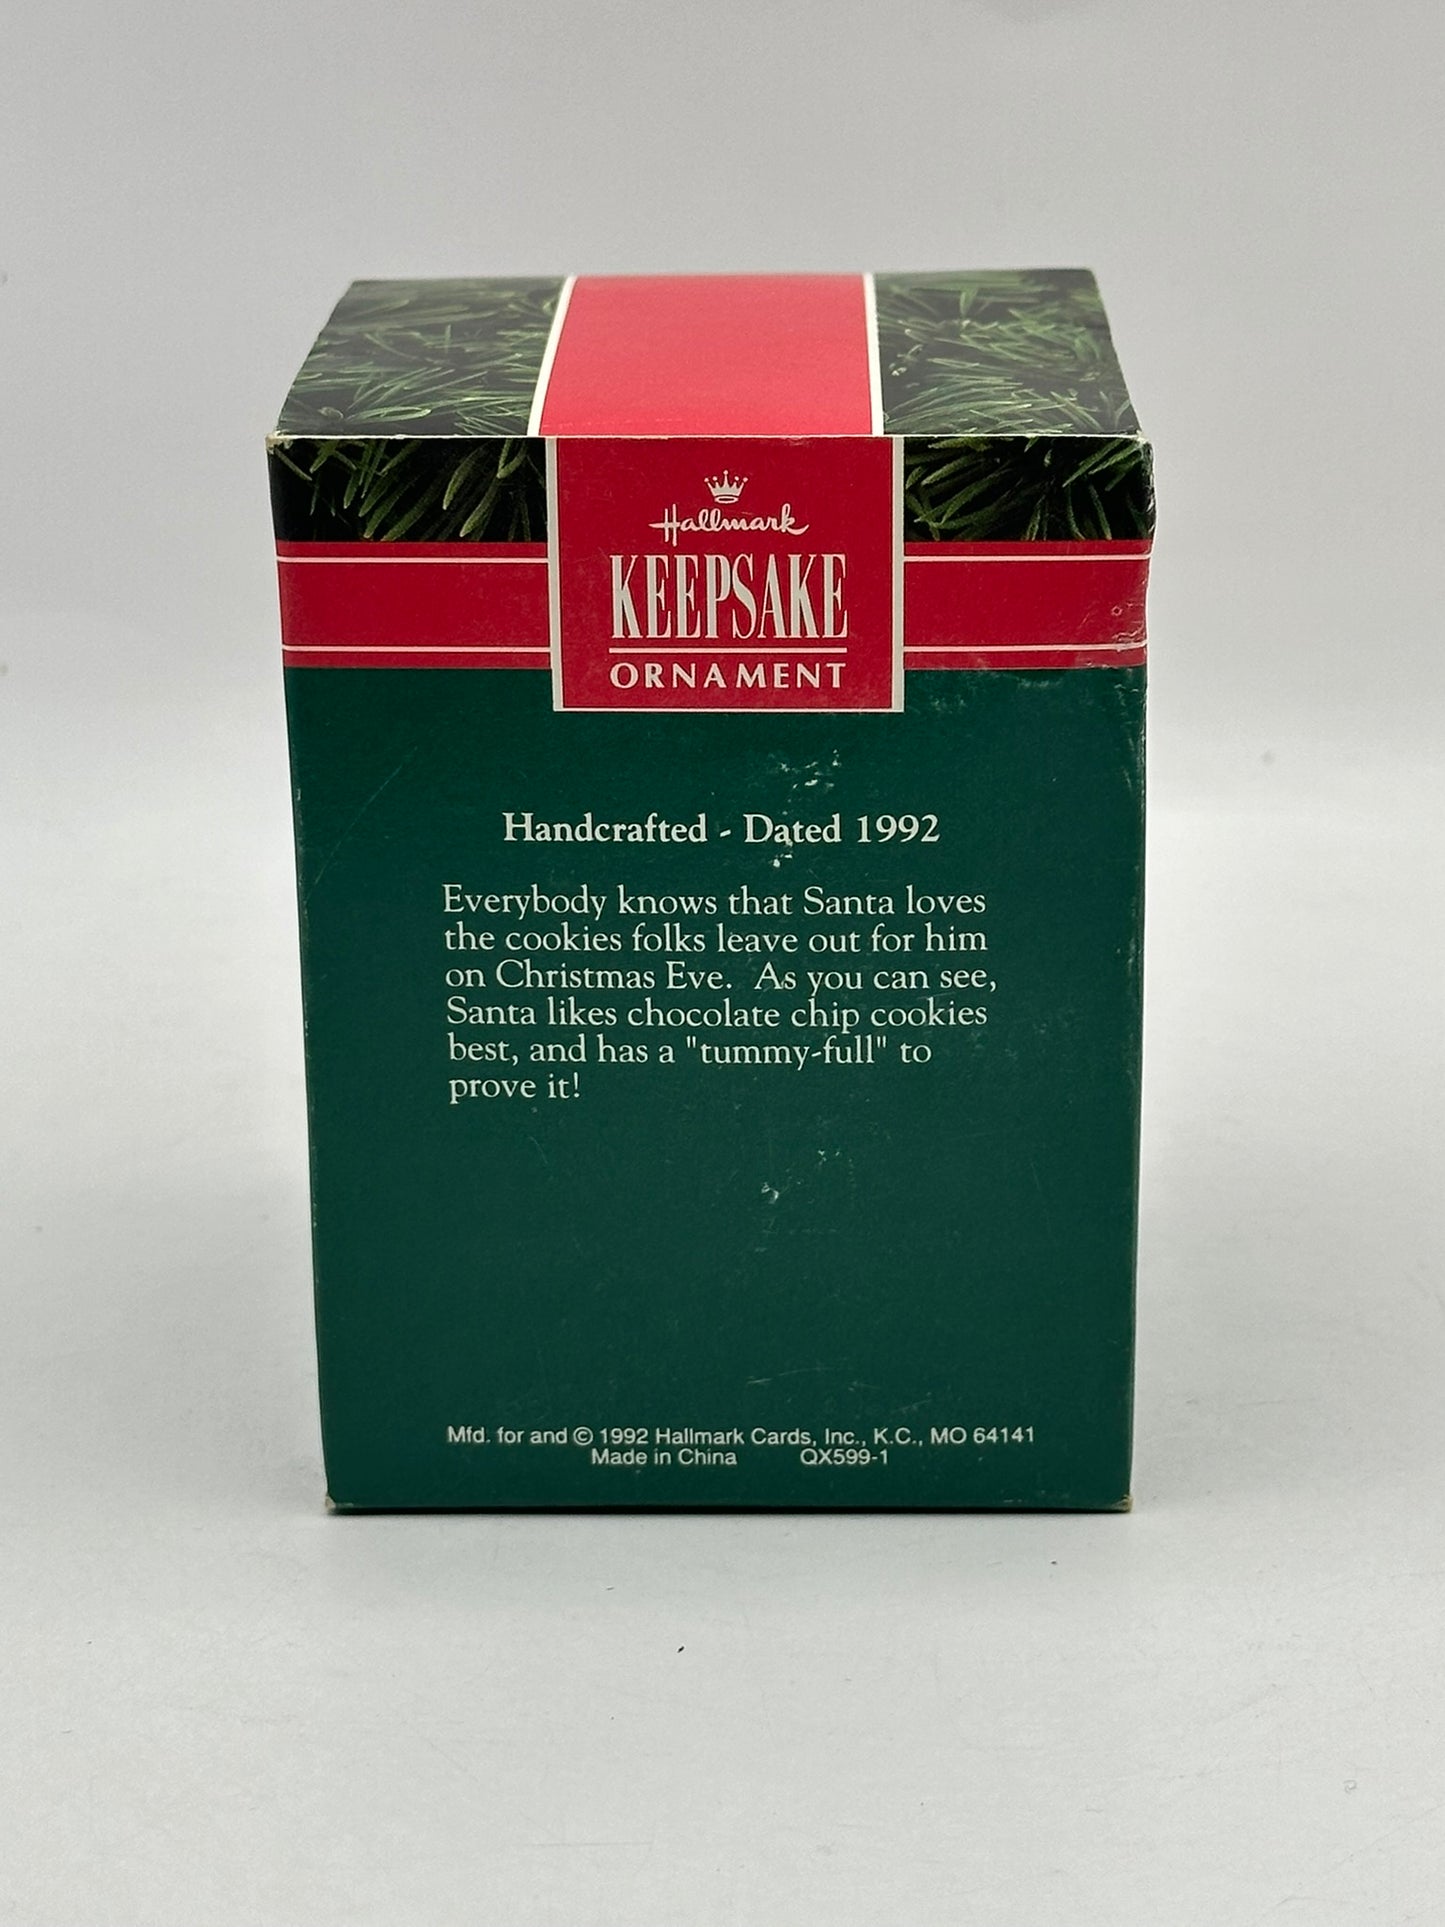 Hallmark
KEEPSAKE
ORNAMENT
Handcrafted - Dated 1992
Everybody knows that Santa loves
the cookies folks leave out for him
on Christmas Eve.  As you can see,
Santa likes chocolate chip cookies
best, and has a "tummy-full" to
prove it!
Mfd. for and © 1992 Hallmark Cards, Inc., K.C., MO 64141
Made in China QX599-1